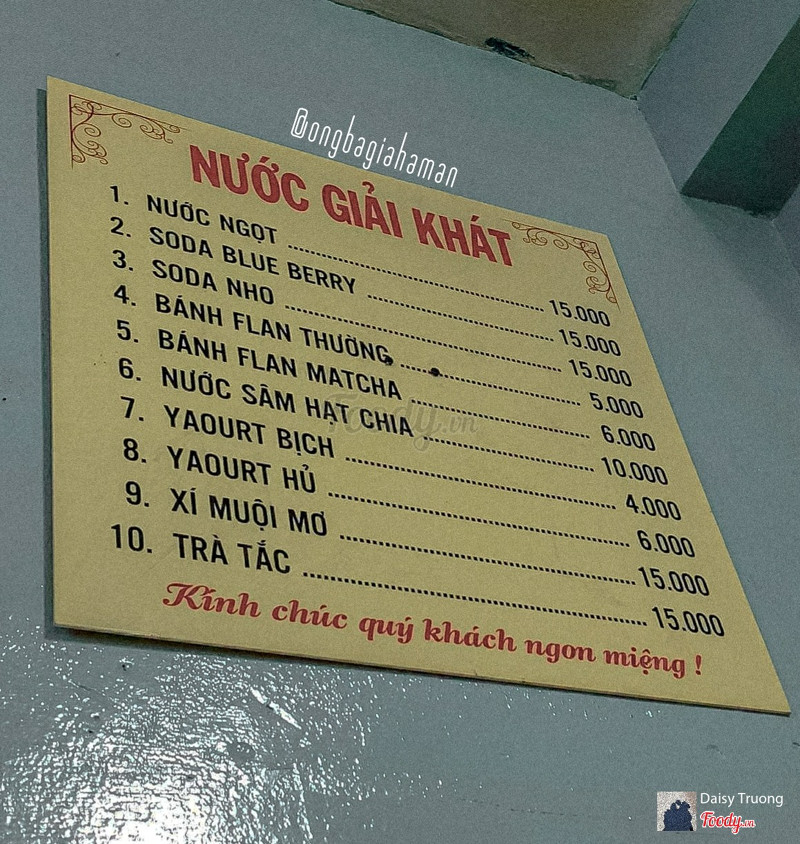 @ongbagiahaman
NƯỚC GIẢI KHÁT
1. NƯỚC NGỌT 15.000
2. SODA BLUE BERRY 15.000
3. SODA NHO 15.000
4. BÁNH FLAN THƯỜNG 5.000
5. BÁNH FLAN MATCHA 6.000
6. NƯỚC SÂM HẠT CHIA 10.000
7. YAOURT BỊCH 4.000
8. YAOURT HỦ 6.000
9. XÍ MUỘI MƠ 15.000
10. TRÀ TẮC 15.000
Kính chúc quý khách ngon miệng !
Foody.vn
Daisy Truong
Foody.vn